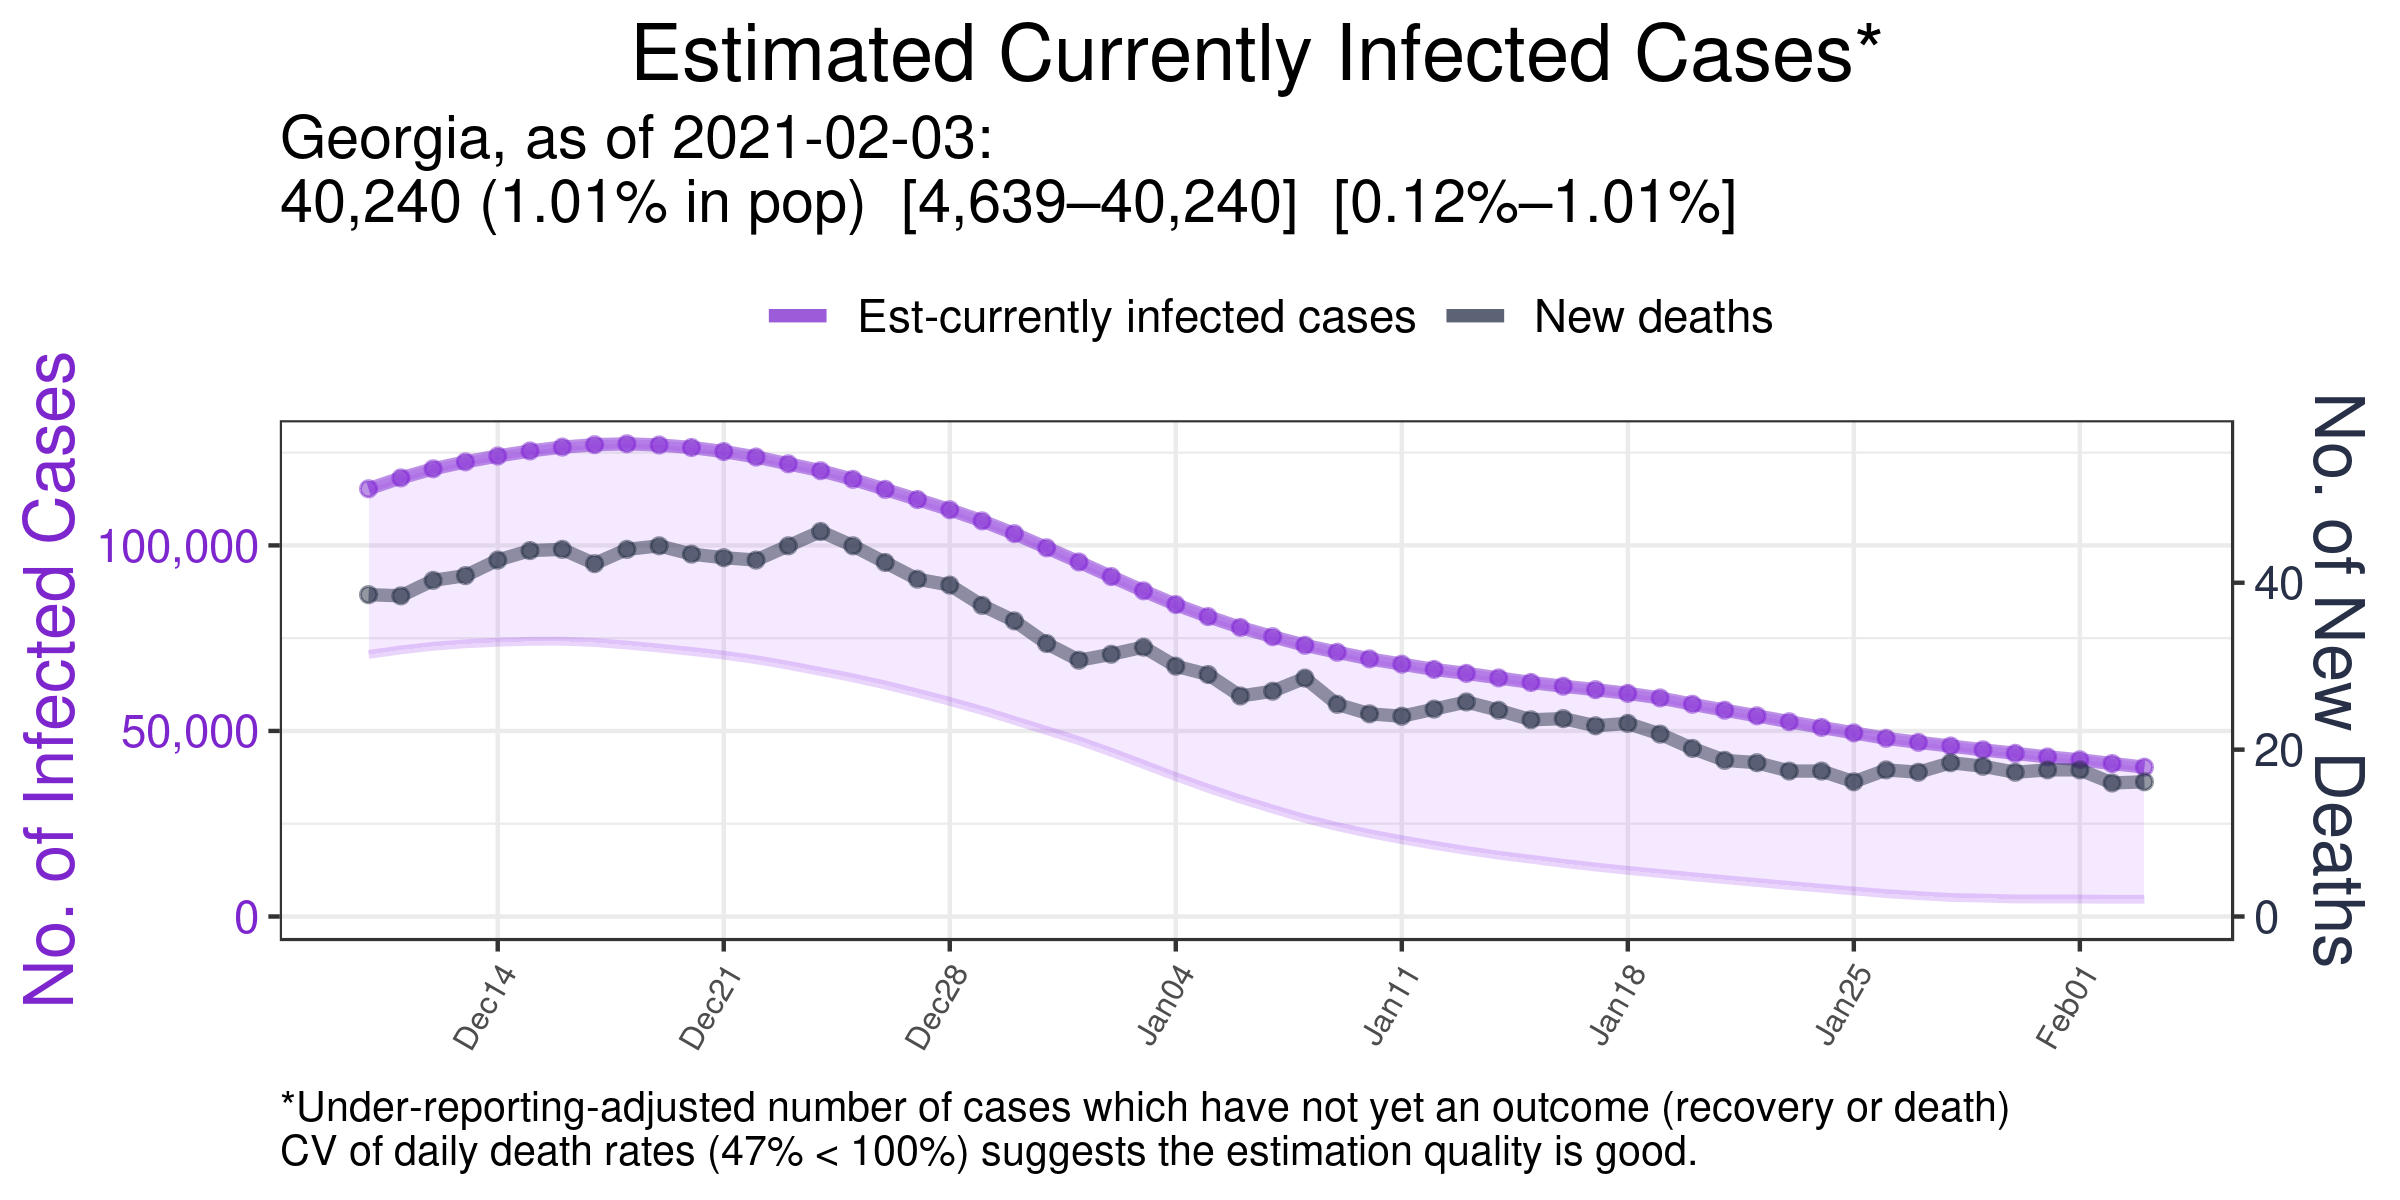 Estimated Currently Infected Cases*
Georgia, as of 2021-02-03:
40,240 (1.01% in pop) [4,639–40,240] [0.12%–1.01%]
Est-currently infected cases
New deaths
No. of Infected Cases
100,000
50,000
0
No. of New Deaths
40
20
0
Dec14
Dec21
Dec28
Jan04
Jan11
Jan18
Jan25
Feb01
*Under-reporting-adjusted number of cases which have not yet an outcome (recovery or death)
CV of daily death rates (47% < 100%) suggests the estimation quality is good.